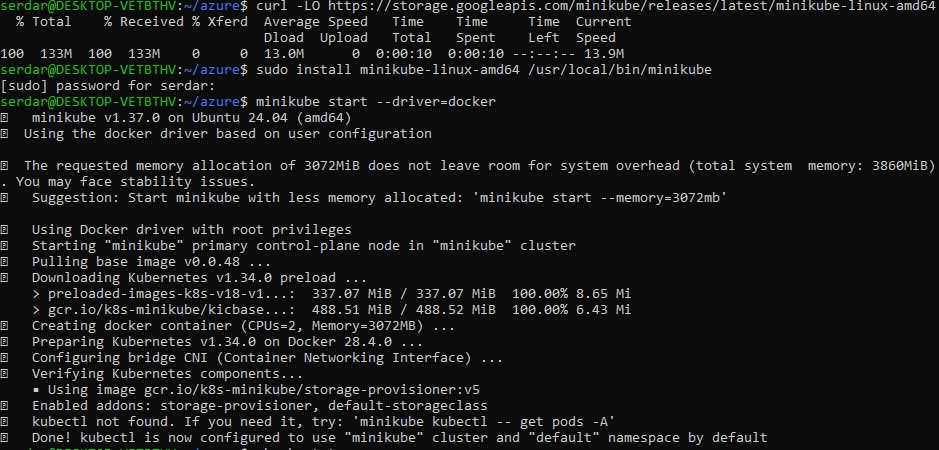 serdar@DESKTOP-VETBTHV:~/azure$ curl -LO https://storage.googleapis.com/minikube/releases/latest/minikube-linux-amd64
% Total % Received % Xferd Average Speed Time Time Time Current
Dload Upload Total Spent Left Speed
100 133M 100 133M 0 0 13.0M 0 0:00:10 0:00:10 --:--:-- 13.9M
serdar@DESKTOP-VETBTHV:~/azure$ sudo install minikube-linux-amd64 /usr/local/bin/minikube
[sudo] password for serdar:
serdar@DESKTOP-VETBTHV:~/azure$ minikube start --driver=docker
minikube v1.37.0 on Ubuntu 24.04 (amd64)
Using the docker driver based on user configuration
The requested memory allocation of 3072MiB does not leave room for system overhead (total system memory: 3860MiB)
. You may face stability issues.
Suggestion: Start minikube with less memory allocated: 'minikube start --memory=3072mb'
Using Docker driver with root privileges
Starting "minikube" primary control-plane node in "minikube" cluster
Pulling base image v0.0.48 ...
Downloading Kubernetes v1.34.0 preload ...
> preloaded-images-k8s-v18-v1...: 337.07 MiB / 337.07 MiB 100.00% 8.65 Mi
> gcr.io/k8s-minikube/kicbase...: 488.51 MiB / 488.52 MiB 100.00% 6.43 Mi
Creating docker container (CPUs=2, Memory=3072MB) ...
Preparing Kubernetes v1.34.0 on Docker 28.4.0 ...
Configuring bridge CNI (Container Networking Interface) ...
Verifying Kubernetes components...
▪ Using image gcr.io/k8s-minikube/storage-provisioner:v5
Enabled addons: storage-provisioner, default-storageclass
kubectl not found. If you need it, try: 'minikube kubectl -- get pods -A'
Done! kubectl is now configured to use "minikube" cluster and "default" namespace by default